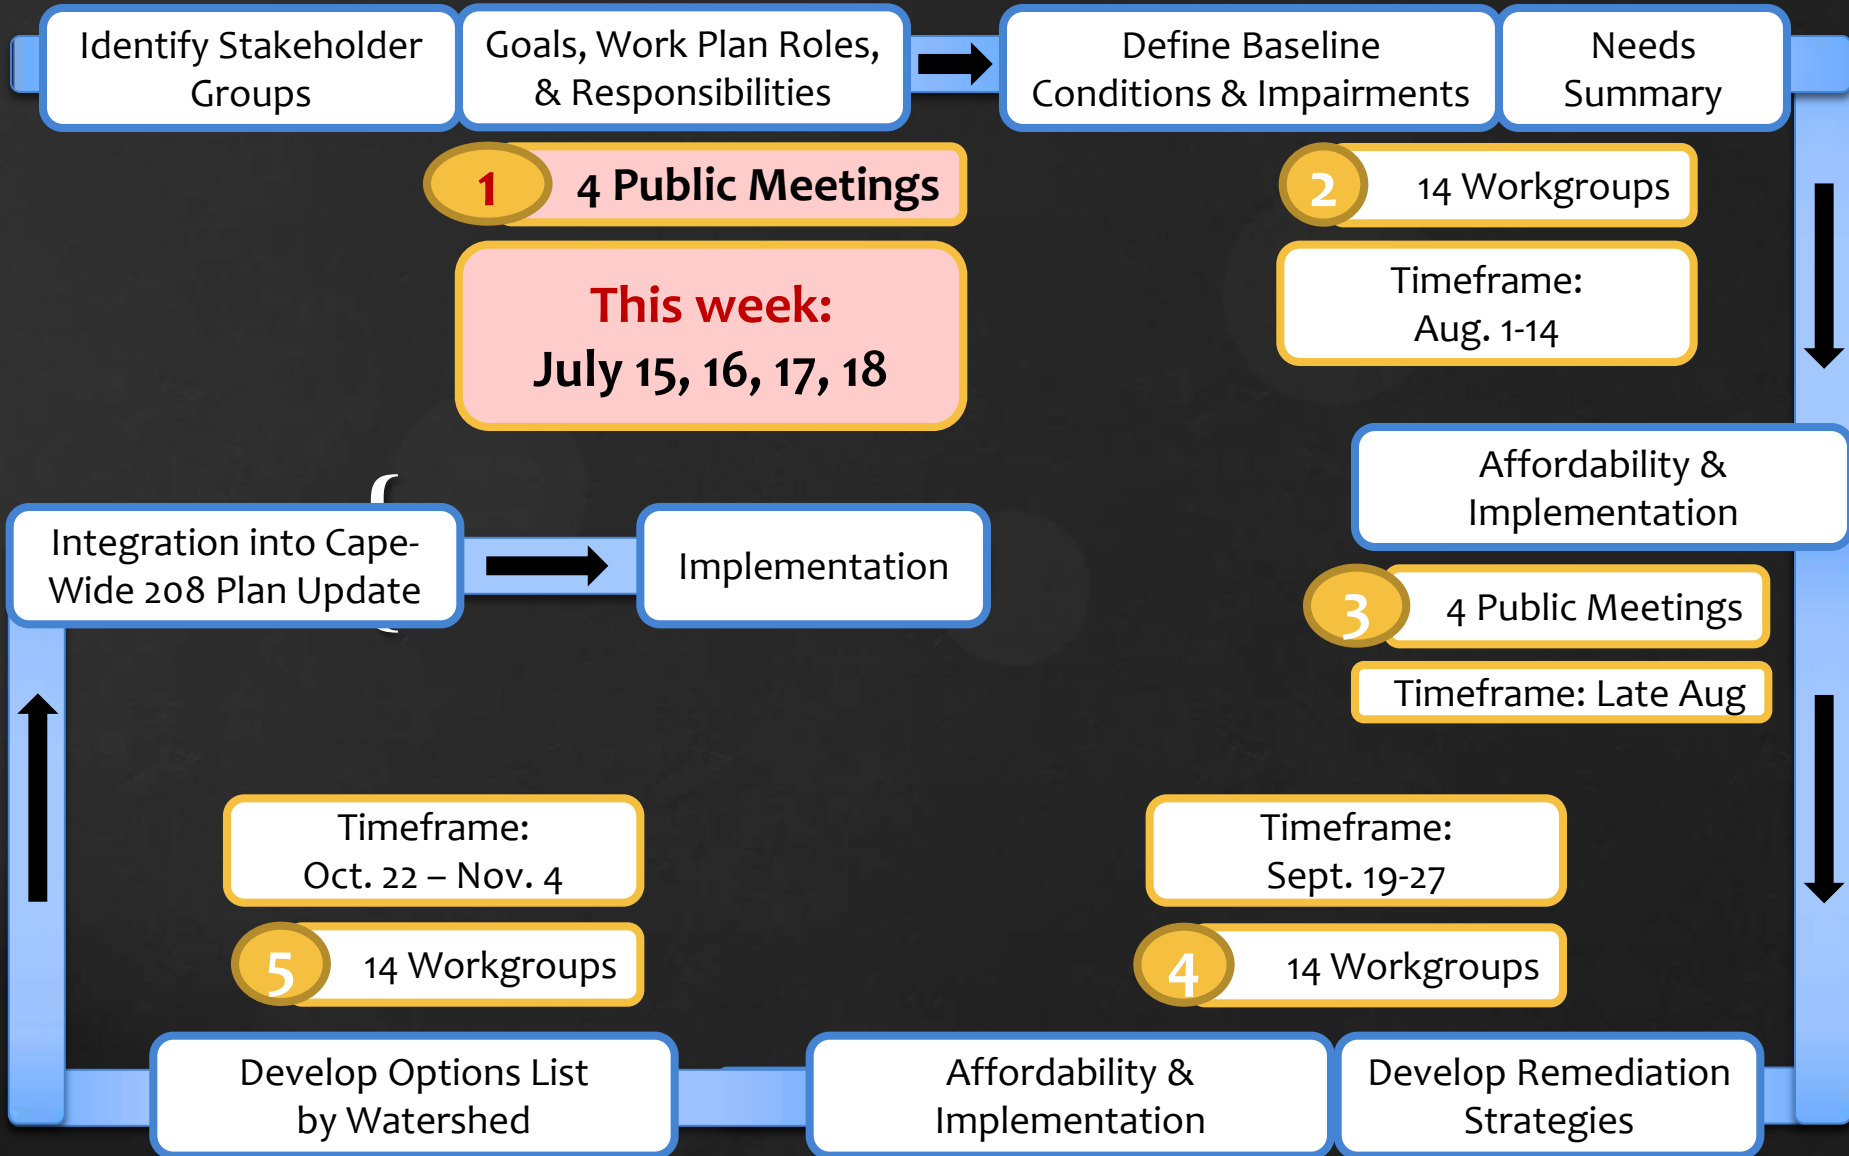 Identify Stakeholder
Groups
Goals, Work Plan Roles,
& Responsibilities
Define Baseline
Conditions & Impairments
Needs
Summary
1
4 Public Meetings
This week:
July 15, 16, 17, 18
2
14 Workgroups
Timeframe:
Aug. 1-14
Affordability &
Implementation
3
4 Public Meetings
Timeframe: Late Aug
{
Integration into Cape-
Wide 208 Plan Update
Implementation
Timeframe:
Oct. 22 – Nov. 4
5
14 Workgroups
Timeframe:
Sept. 19-27
4
14 Workgroups
Develop Options List
by Watershed
Affordability &
Implementation
Develop Remediation
Strategies